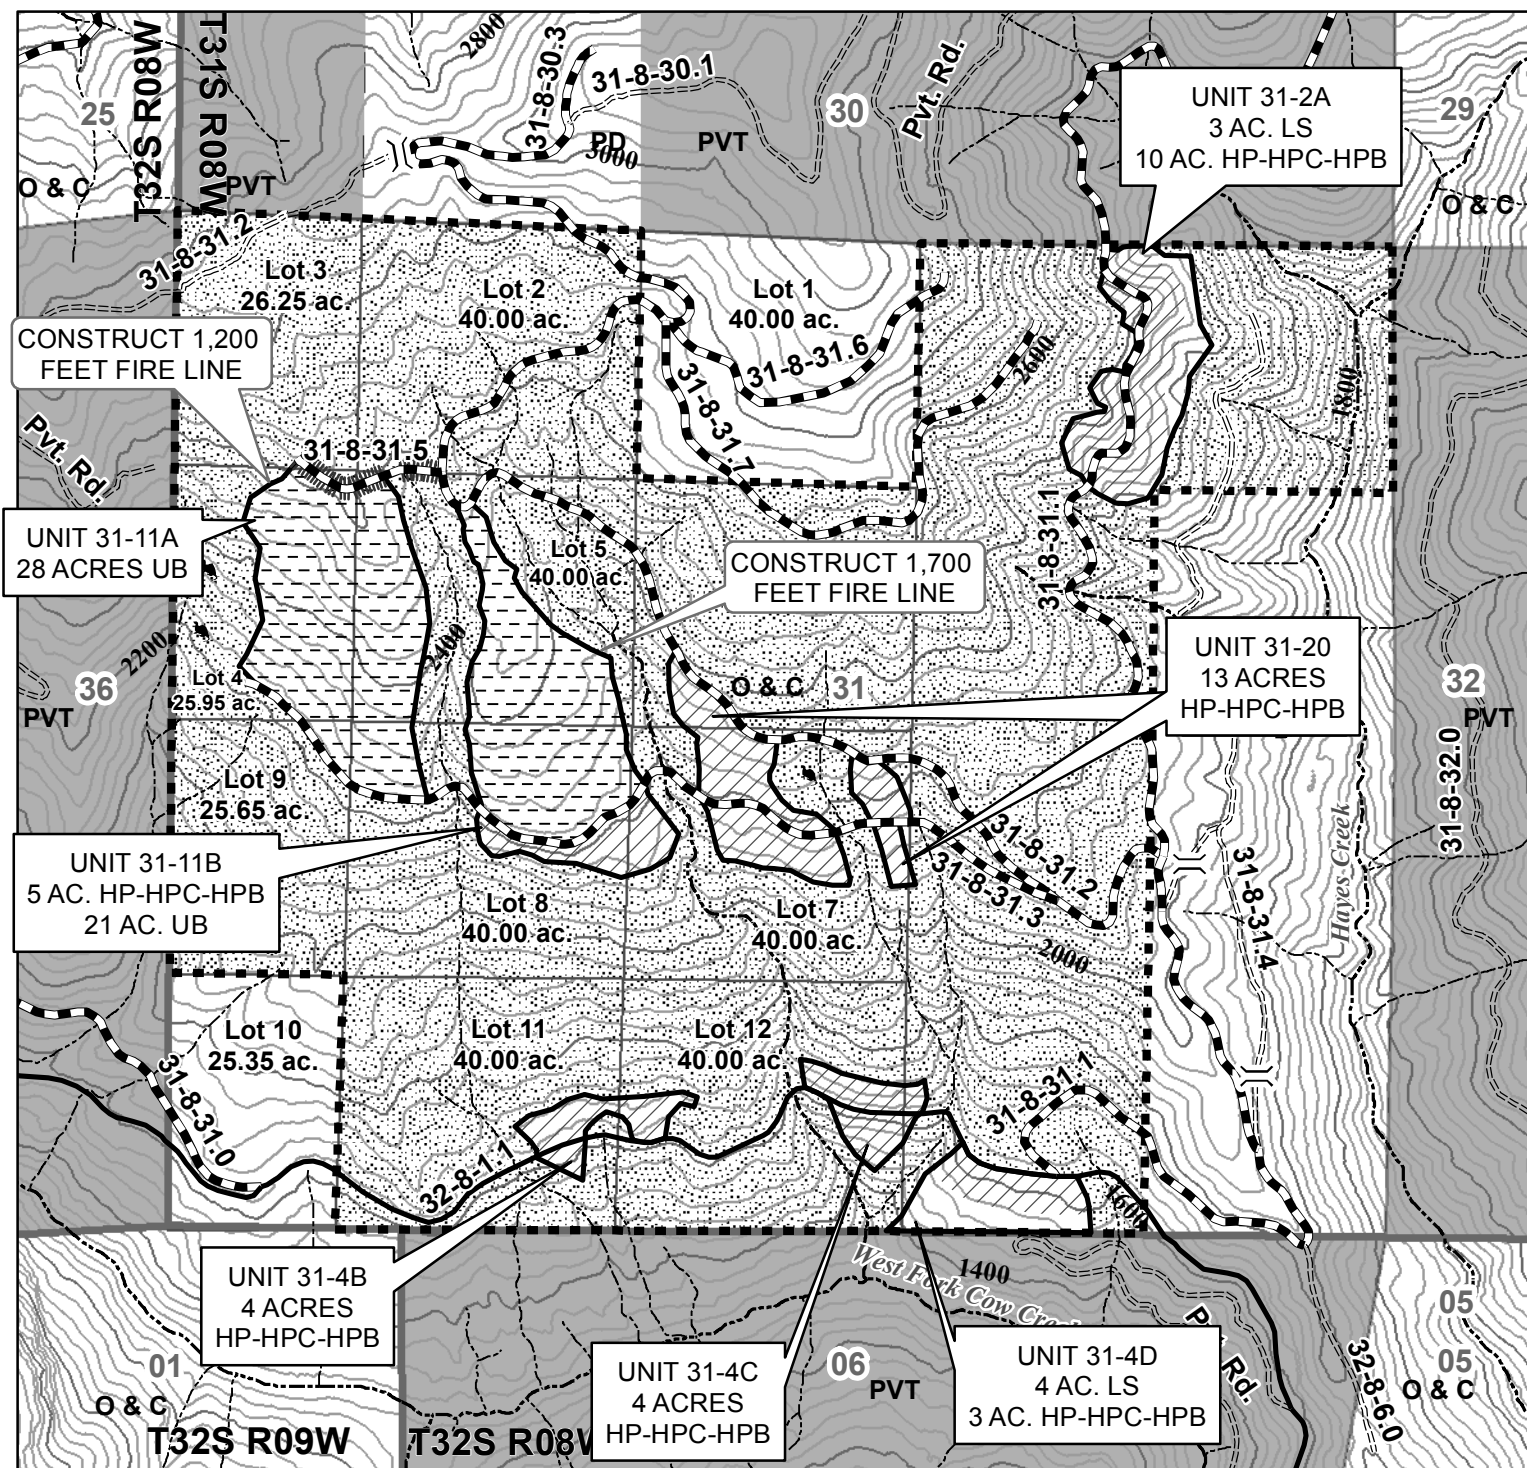 2800
31-8-30.3
31-8-30.1
Pvt. Rd.
30
29
25
T32S R08W
T31S R08W
PD
3000
PVT
PVT
O & C
O & C
UNIT 31-2A
3 AC. LS
10 AC. HP-HPC-HPB
31-8-31.2
Lot 3
26.25 ac.
Lot 2
40.00 ac.
Lot 1
40.00 ac.
31-8-31.6
31-8-31.7
2600
1800
CONSTRUCT 1,200
FEET FIRE LINE
Pvt. Rd.
31-8-31.5
UNIT 31-11A
28 ACRES UB
Lot 5
40.00 ac.
CONSTRUCT 1,700
FEET FIRE LINE
31-8-31.1
2200
2400
36
PVT
Lot 4
25.95 ac.
O & C
31
UNIT 31-20
13 ACRES
HP-HPC-HPB
32
PVT
31-8-32.0
Lot 9
25.65 ac.
UNIT 31-11B
5 AC. HP-HPC-HPB
21 AC. UB
31-8-31.2
31-8-31.3
31-8-31.4
Hayes Creek
Lot 8
40.00 ac.
Lot 7
40.00 ac.
2000
Lot 10
25.35 ac.
Lot 11
40.00 ac.
Lot 12
40.00 ac.
31-8-31.0
32-8-1.1
31-8-31.1
1600
UNIT 31-4B
4 ACRES
HP-HPC-HPB
West Fork Cow Cree
1400
UNIT 31-4C
4 ACRES
HP-HPC-HPB
UNIT 31-4D
4 AC. LS
3 AC. HP-HPC-HPB
Rd.
32-8-6.0
01
O & C
06
PVT
05
05
O & C
T32S R09W
T32S R08W